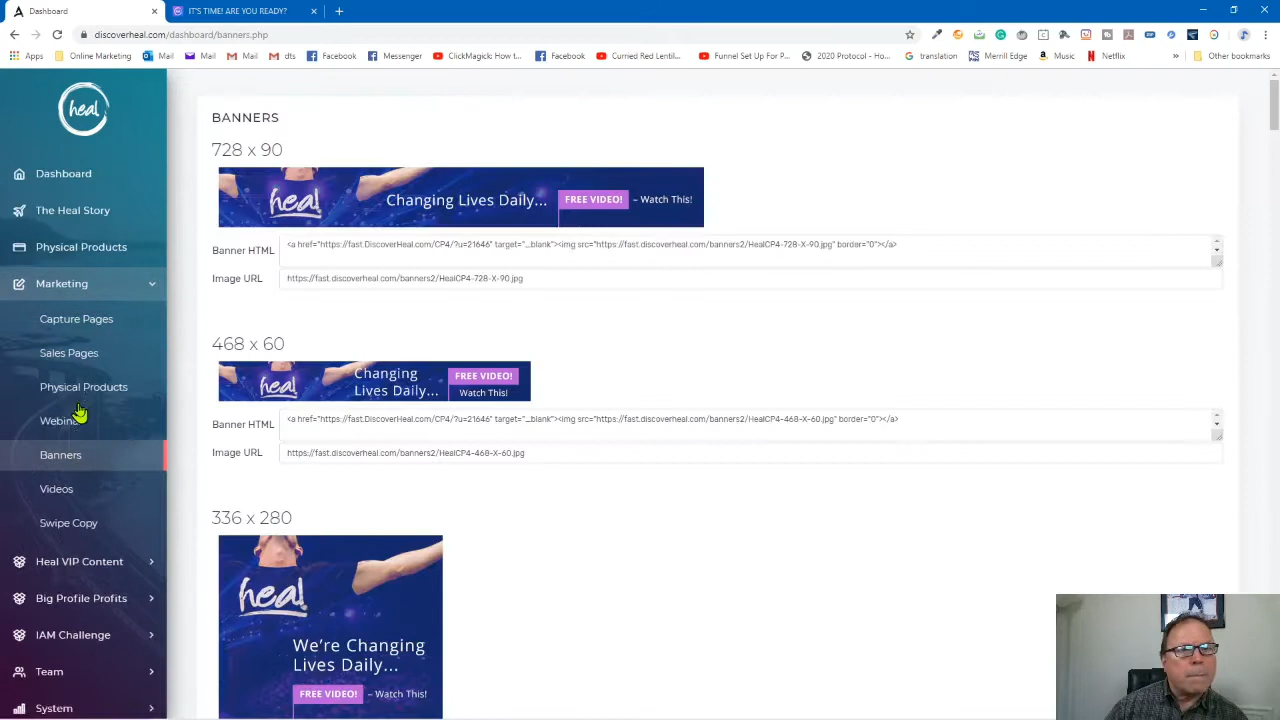 Dashboard
IT'S TIME! ARE YOU READY?
discoverheal.com/dashboard/banners.php
Apps
Online Marketing
Mail
Mail
Mail
dts
Facebook
Messenger
ClickMagick How t...
Facebook
Curried Red Lentil...
Funnel Set Up For P...
2020 Protocol - Ho...
translation
Merrill Edge
Music
Netflix
Other bookmarks
heal
Dashboard
The Heal Story
Physical Products
Marketing
Capture Pages
Sales Pages
Physical Products
Banners
Videos
Swipe Copy
Heal VIP Content
Big Profile Profits
IAM Challenge
Team
System
BANNERS
728 x 90
heal
Changing Lives Daily...
FREE VIDEO!
– Watch This!
Banner HTML
<a href="https://fast.DiscoverHeal.com/CP4/?u=21646" target="_blank"><img src="https://fast.discoverheal.com/banners2/HealCP4-728-X-90.jpg" border="0"></a>
Image URL
https://fast.discoverheal.com/banners2/HealCP4-728-X-90.jpg
468 x 60
heal
Changing
Lives Daily...
FREE VIDEO!
Watch This!
Banner HTML
<a href="https://fast.DiscoverHeal.com/CP4/?u=21646" target="_blank"><img src="https://fast.discoverheal.com/banners2/HealCP4-468-X-60.jpg" border="0"></a>
Image URL
https://fast.discoverheal.com/banners2/HealCP4-468-X-60.jpg
336 x 280
heal
We're Changing
Lives Daily...
FREE VIDEO!
– Watch This!